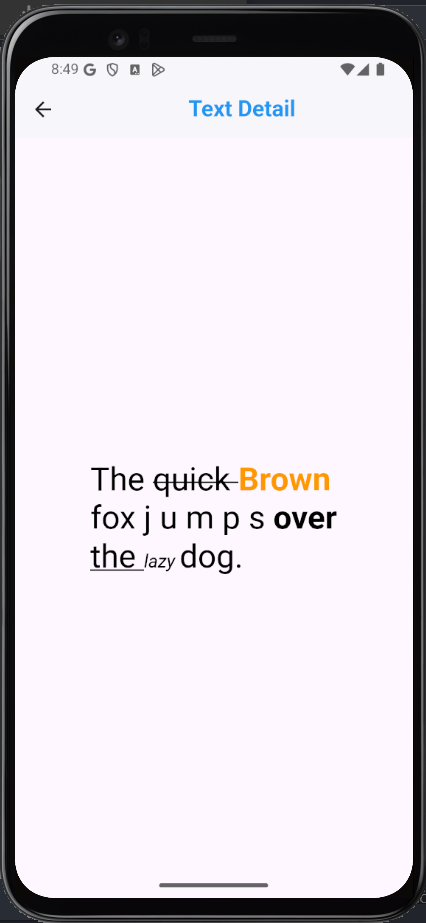 8:49
Text Detail
The quick Brown
fox j u m p s over
the lazy dog.